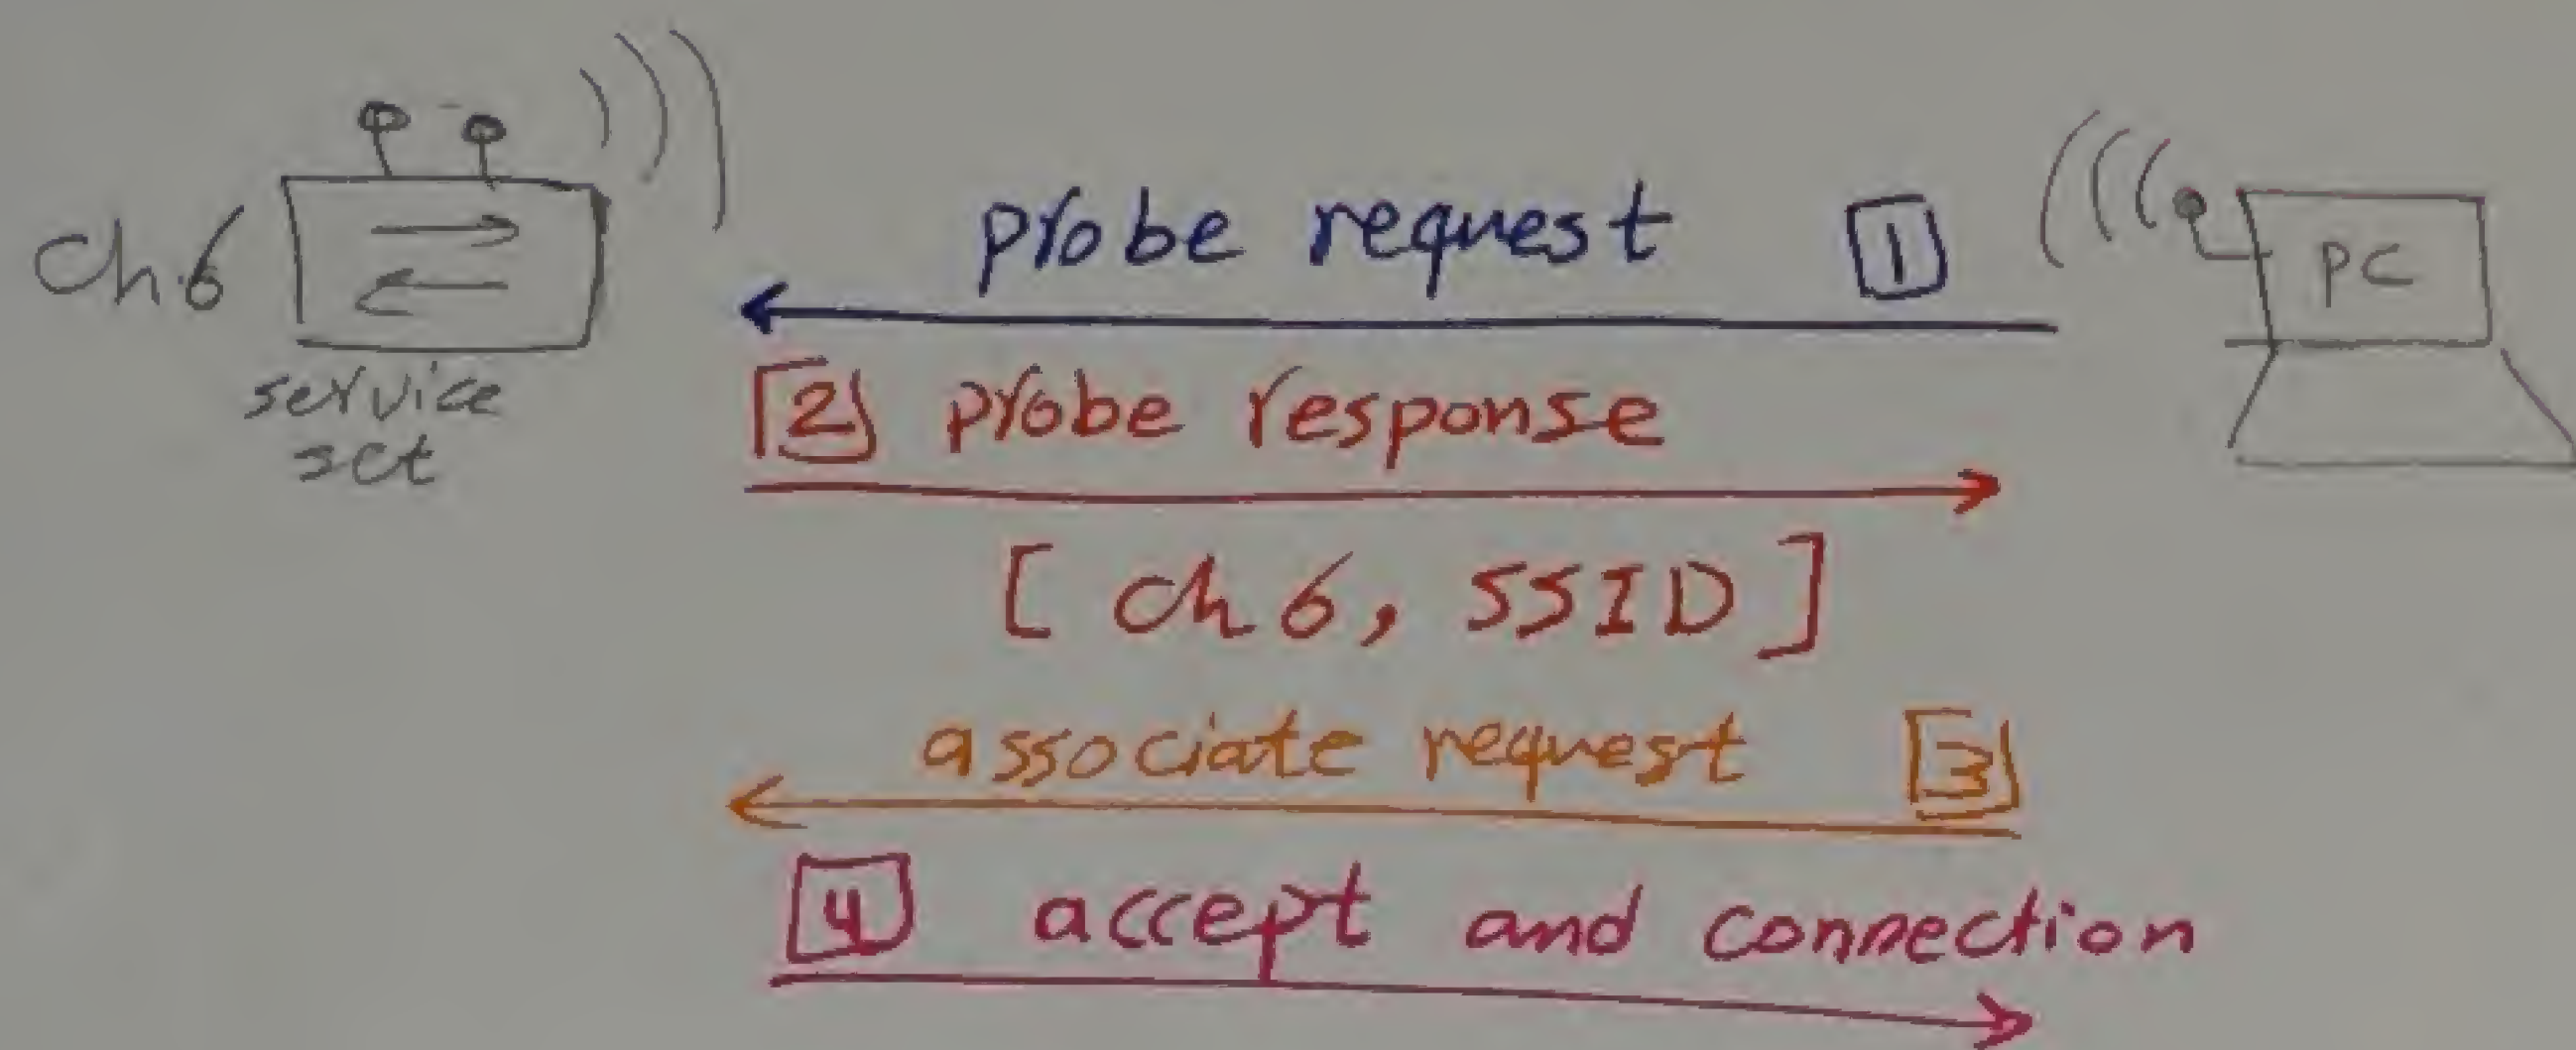 probe request 1
Ch.6
PC
service
set
2 probe response
[ ch 6, SSID ]
associate request 3
4 accept and connection